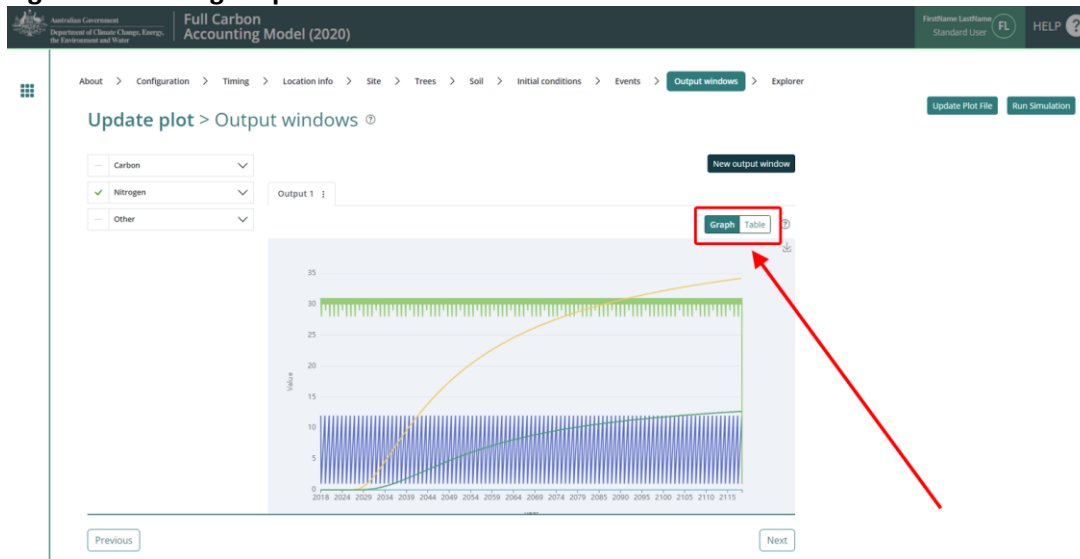 Australian Government
Department of Climate Change, Energy,
the Environment and Water
Full Carbon
Accounting Model (2020)
FirstName LastName
Standard User
FL
HELP ?
About > Configuration > Timing > Location info > Site > Trees > Soil > Initial conditions > Events > Output windows > Explorer
Update Plot File
Run Simulation
Update plot > Output windows ?
Carbon
New output window
Nitrogen
Output 1
Other
Graph
Table
?
35
30
25
20
15
10
5
0
Value
2018 2024 2029 2034 2039 2044 2049 2054 2059 2064 2069 2074 2079 2085 2090 2095 2100 2105 2110 2115
Previous
Next